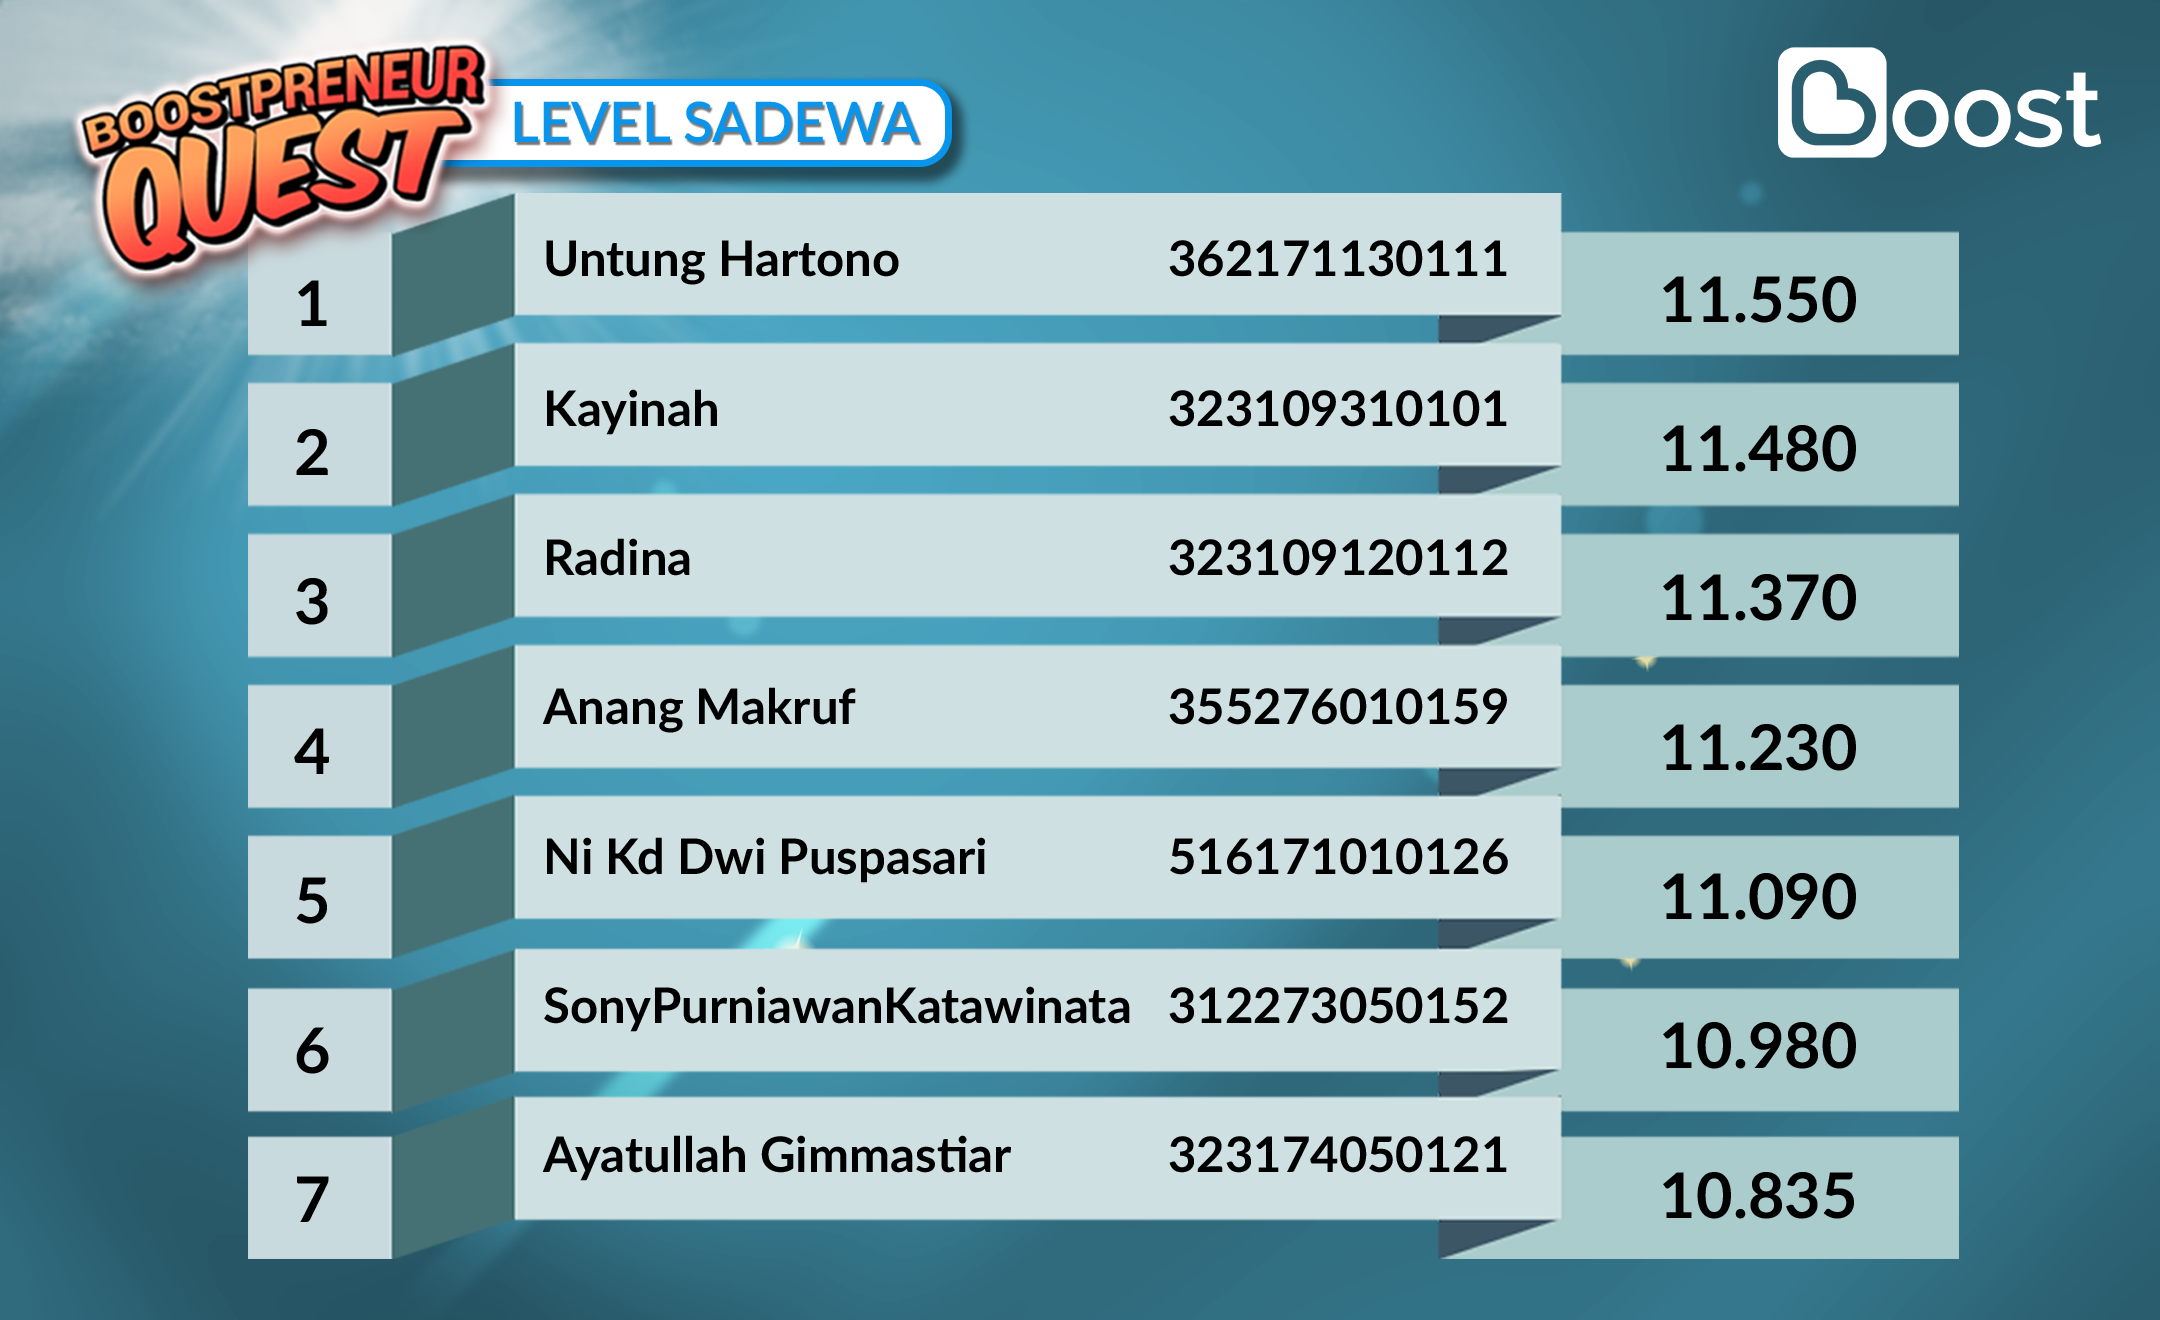 BOOSTPRENEUR
QUEST
LEVEL SADEWA
Boost
1 Untung Hartono 362171130111 11.550
2 Kayinah 323109310101 11.480
3 Radina 323109120112 11.370
4 Anang Makruf 355276010159 11.230
5 Ni Kd Dwi Puspasari 516171010126 11.090
6 SonyPurniawanKatawinata 312273050152 10.980
7 Ayatullah Gimmastiar 323174050121 10.835